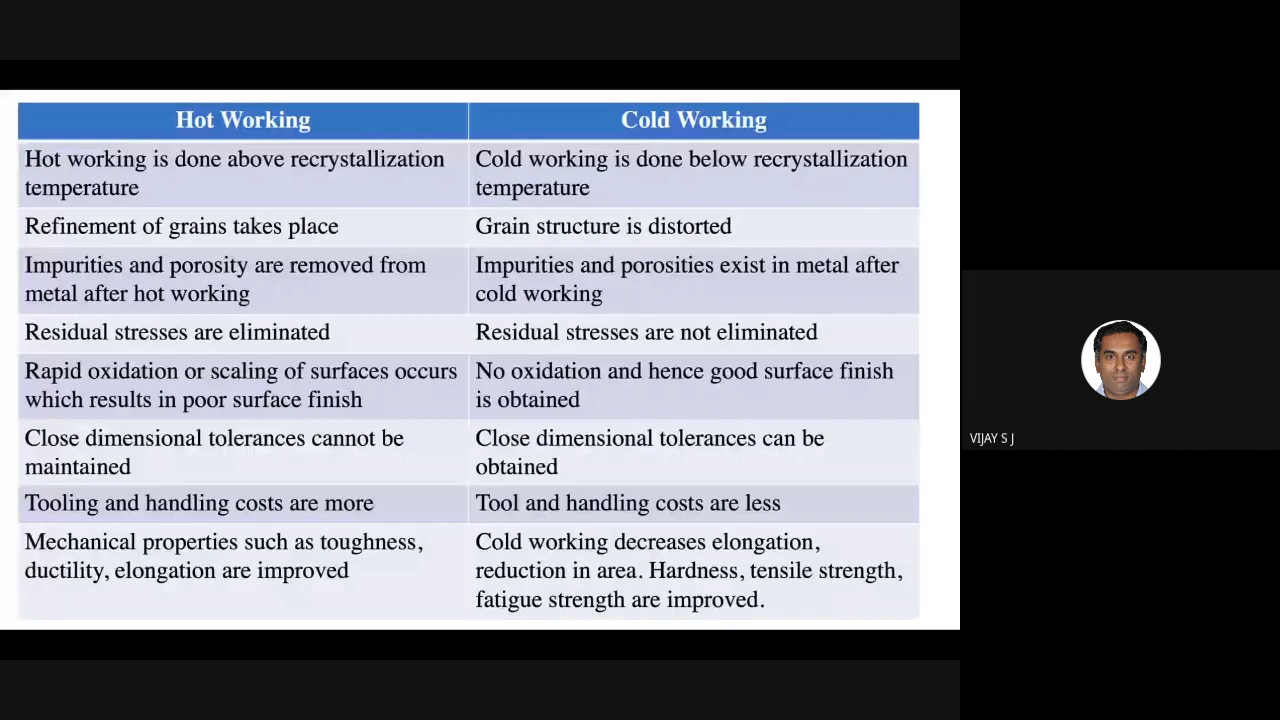 Hot Working
Cold Working
Hot working is done above recrystallization
temperature
Cold working is done below recrystallization
temperature
Refinement of grains takes place
Grain structure is distorted
Impurities and porosity are removed from
metal after hot working
Impurities and porosities exist in metal after
cold working
Residual stresses are eliminated
Residual stresses are not eliminated
Rapid oxidation or scaling of surfaces occurs
which results in poor surface finish
No oxidation and hence good surface finish
is obtained
Close dimensional tolerances cannot be
maintained
Close dimensional tolerances can be
obtained
Tooling and handling costs are more
Tool and handling costs are less
Mechanical properties such as toughness,
ductility, elongation are improved
Cold working decreases elongation,
reduction in area. Hardness, tensile strength,
fatigue strength are improved.
VIJAY S J